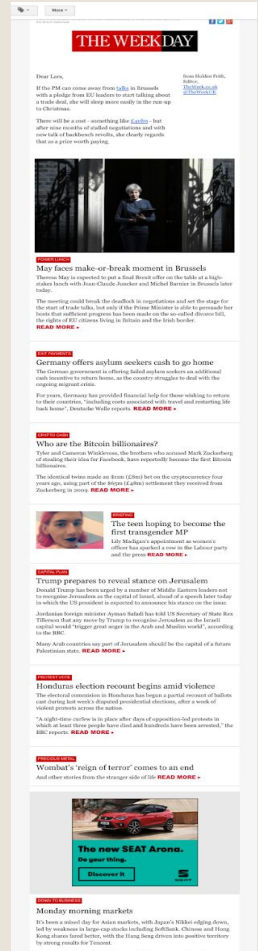 More
THE WEEKDAY
Dear Lars,
from Holden Frith,
Editor,
TheWeek.co.uk
@TheWeekUK
If the PM can come away from talks in Brussels
with a pledge from EU leaders to start talking about
a trade deal, she will sleep more easily in the run-up
to Christmas.
There will be a cost - something like £40bn - but
after nine months of stalled negotiations and with
new talk of backbench revolts, she clearly regards
that as a price worth paying.
POWER LUNCH
May faces make-or-break moment in Brussels
Theresa May is expected to put a final Brexit offer on the table at a high-
stakes lunch with Jean-Claude Juncker and Michel Barnier in Brussels later
today.
The meeting could break the deadlock in negotiations and set the stage for
the start of trade talks, but only if the Prime Minister is able to persuade her
hosts that sufficient progress has been made on the so-called divorce bill,
the rights of EU citizens living in Britain and the Irish border.
READ MORE
EXIT PAYMENTS
Germany offers asylum seekers cash to go home
The German government is offering failed asylum seekers an additional
cash incentive to return home, as the country struggles to deal with the
ongoing migrant crisis.
For years, Germany has provided financial help for those wishing to return
to their countries, "including costs associated with travel and restarting life
back home", Deutsche Welle reports. READ MORE
CRYPTO CASH
Who are the Bitcoin billionaires?
Tyler and Cameron Winklevoss, the brothers who accused Mark Zuckerberg
of stealing their idea for Facebook, have reportedly become the first Bitcoin
billionaires.
The identical twins made an $11m (£8m) bet on the cryptocurrency four
years ago, using part of the $65m (£48m) settlement they received from
Zuckerberg in 2009. READ MORE
BRIEFING
The teen hoping to become the
first transgender MP
Lily Madigan's appointment as women's
officer has sparked a row in the Labour party
and the press READ MORE
CAPITAL PLAN
Trump prepares to reveal stance on Jerusalem
Donald Trump has been urged by a number of Middle Eastern leaders not
to recognise Jerusalem as the capital of Israel, ahead of a speech later today
in which the US president is expected to announce his stance on the issue.
Jordanian foreign minister Ayman Safadi has told US Secretary of State Rex
Tillerson that any move by Trump to recognise Jerusalem as the Israeli
capital would "trigger great anger in the Arab and Muslim world", according
to the BBC.
Many Arab countries say part of Jerusalem should be the capital of a future
Palestinian state. READ MORE
PROTEST VOTE
Honduras election recount begins amid violence
The electoral commission in Honduras has begun a partial recount of ballots
cast during last week's disputed presidential elections, after a week of
violent protests across the nation.
"A night-time curfew is in place after days of opposition-led protests in
which at least three people have died and hundreds have been arrested," the
BBC reports. READ MORE
PRECIOUS METAL
Wombat's 'reign of terror' comes to an end
And other stories from the stranger side of life READ MORE
The new SEAT Arona.
Do your thing.
Discover it
SEAT
DOWN TO BUSINESS
Monday morning markets
It's been a mixed day for Asian markets, with Japan's Nikkei edging down,
led by weakness in large-cap stocks including SoftBank. Chinese and Hong
Kong shares fared better, with the Hang Seng driven into positive territory
by strong results for Tencent.